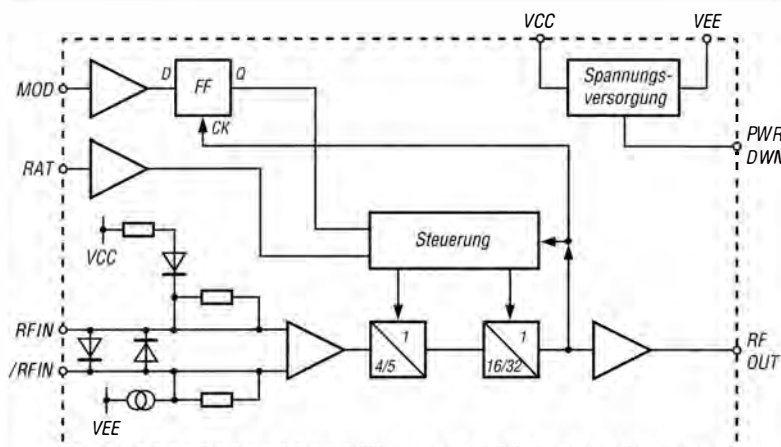 VCC
VEE
MOD
D
FF
Q
CK
Spannungs-
versorgung
PWR
DWN
RAT
VCC
Steuerung
RFIN
/RFIN
1
4/5
1
16/32
RF
OUT
VEE